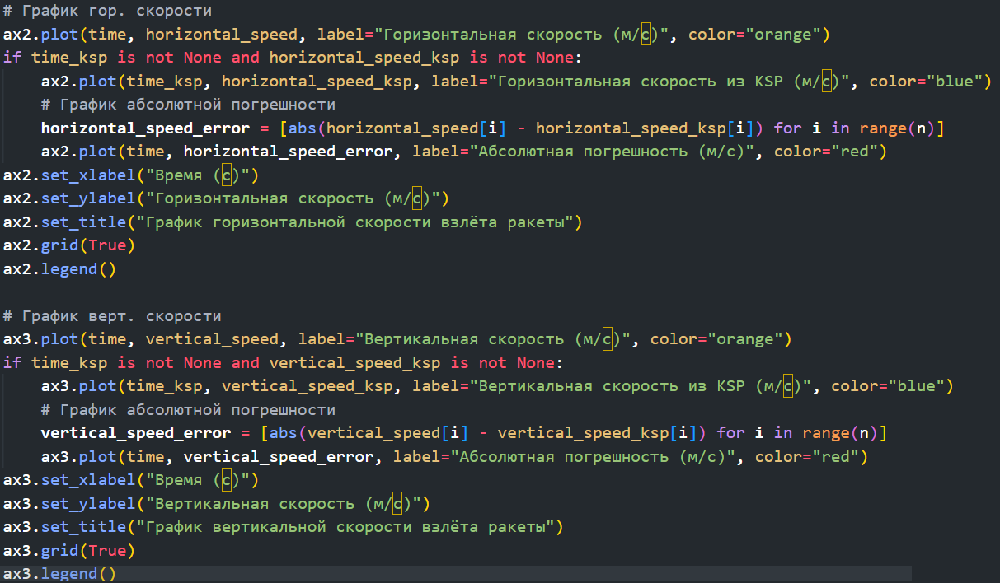 # График гор. скорости
ax2.plot(time, horizontal_speed, label="Горизонтальная скорость (м/с)", color="orange")
if time_ksp is not None and horizontal_speed_ksp is not None:
    ax2.plot(time_ksp, horizontal_speed_ksp, label="Горизонтальная скорость из KSP (м/с)", color="blue")
    # График абсолютной погрешности
    horizontal_speed_error = [abs(horizontal_speed[i] - horizontal_speed_ksp[i]) for i in range(n)]
    ax2.plot(time, horizontal_speed_error, label="Абсолютная погрешность (м/с)", color="red")
ax2.set_xlabel("Время (с)")
ax2.set_ylabel("Горизонтальная скорость (м/с)")
ax2.set_title("График горизонтальной скорости взлёта ракеты")
ax2.grid(True)
ax2.legend()

# График верт. скорости
ax3.plot(time, vertical_speed, label="Вертикальная скорость (м/с)", color="orange")
if time_ksp is not None and vertical_speed_ksp is not None:
    ax3.plot(time_ksp, vertical_speed_ksp, label="Вертикальная скорость из KSP (м/с)", color="blue")
    # График абсолютной погрешности
    vertical_speed_error = [abs(vertical_speed[i] - vertical_speed_ksp[i]) for i in range(n)]
    ax3.plot(time, vertical_speed_error, label="Абсолютная погрешность (м/с)", color="red")
ax3.set_xlabel("Время (с)")
ax3.set_ylabel("Вертикальная скорость (м/с)")
ax3.set_title("График вертикальной скорости взлёта ракеты")
ax3.grid(True)
ax3.legend()